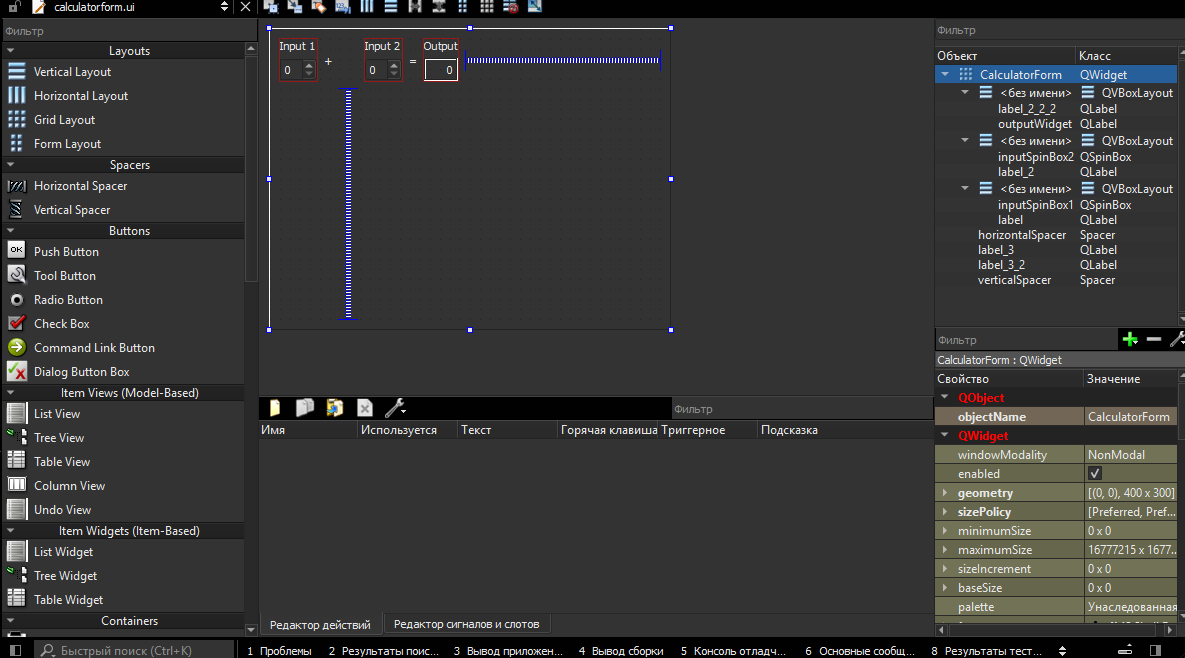 calculatorform.ui
Фильтр
Layouts
Vertical Layout
Horizontal Layout
Grid Layout
Form Layout
Spacers
Horizontal Spacer
Vertical Spacer
Buttons
OK Push Button
Tool Button
Radio Button
Check Box
Command Link Button
Dialog Button Box
Item Views (Model-Based)
List View
Tree View
Table View
Column View
Undo View
Item Widgets (Item-Based)
List Widget
Tree Widget
Table Widget
Containers
Input 1 Input 2 Output
0 + 0 = 0
Фильтр
Имя Используется Текст Горячая клавиша Триггерное Подсказка
Редактор действий Редактор сигналов и слотов
Фильтр
Объект Класс
CalculatorForm QWidget
<без имени> QVBoxLayout
label_2_2_2 QLabel
outputWidget QLabel
<без имени> QVBoxLayout
inputSpinBox2 QSpinBox
label_2 QLabel
<без имени> QVBoxLayout
inputSpinBox1 QSpinBox
label QLabel
horizontalSpacer Spacer
label_3 QLabel
label_3_2 QLabel
verticalSpacer Spacer
Фильтр
CalculatorForm : QWidget
Свойство Значение
QObject
objectName CalculatorForm
QWidget
windowModality NonModal
enabled
geometry [(0, 0), 400 x 300]
sizePolicy [Preferred, Pref...
minimumSize 0 x 0
maximumSize 16777215 x 1677...
sizeIncrement 0 x 0
baseSize 0 x 0
palette Унаследованная
Быстрый поиск (Ctrl+K) 1 Проблемы 2 Результаты поис... 3 Вывод приложен... 4 Вывод сборки 5 Консоль отладч... 6 Основные сообщ... 8 Результаты тест...